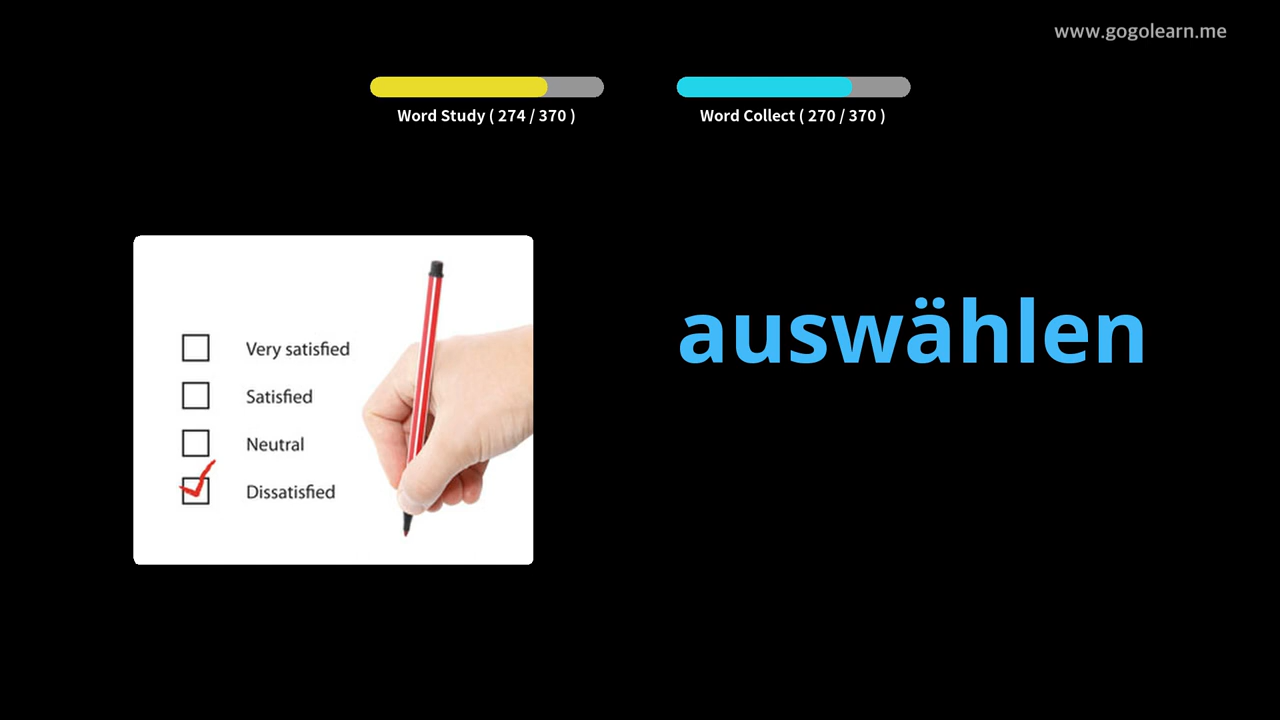 www.gogolearn.me
Word Study ( 274 / 370 )
Word Collect ( 270 / 370 )
Very satisfied
Satisfied
Neutral
Dissatisfied
auswählen